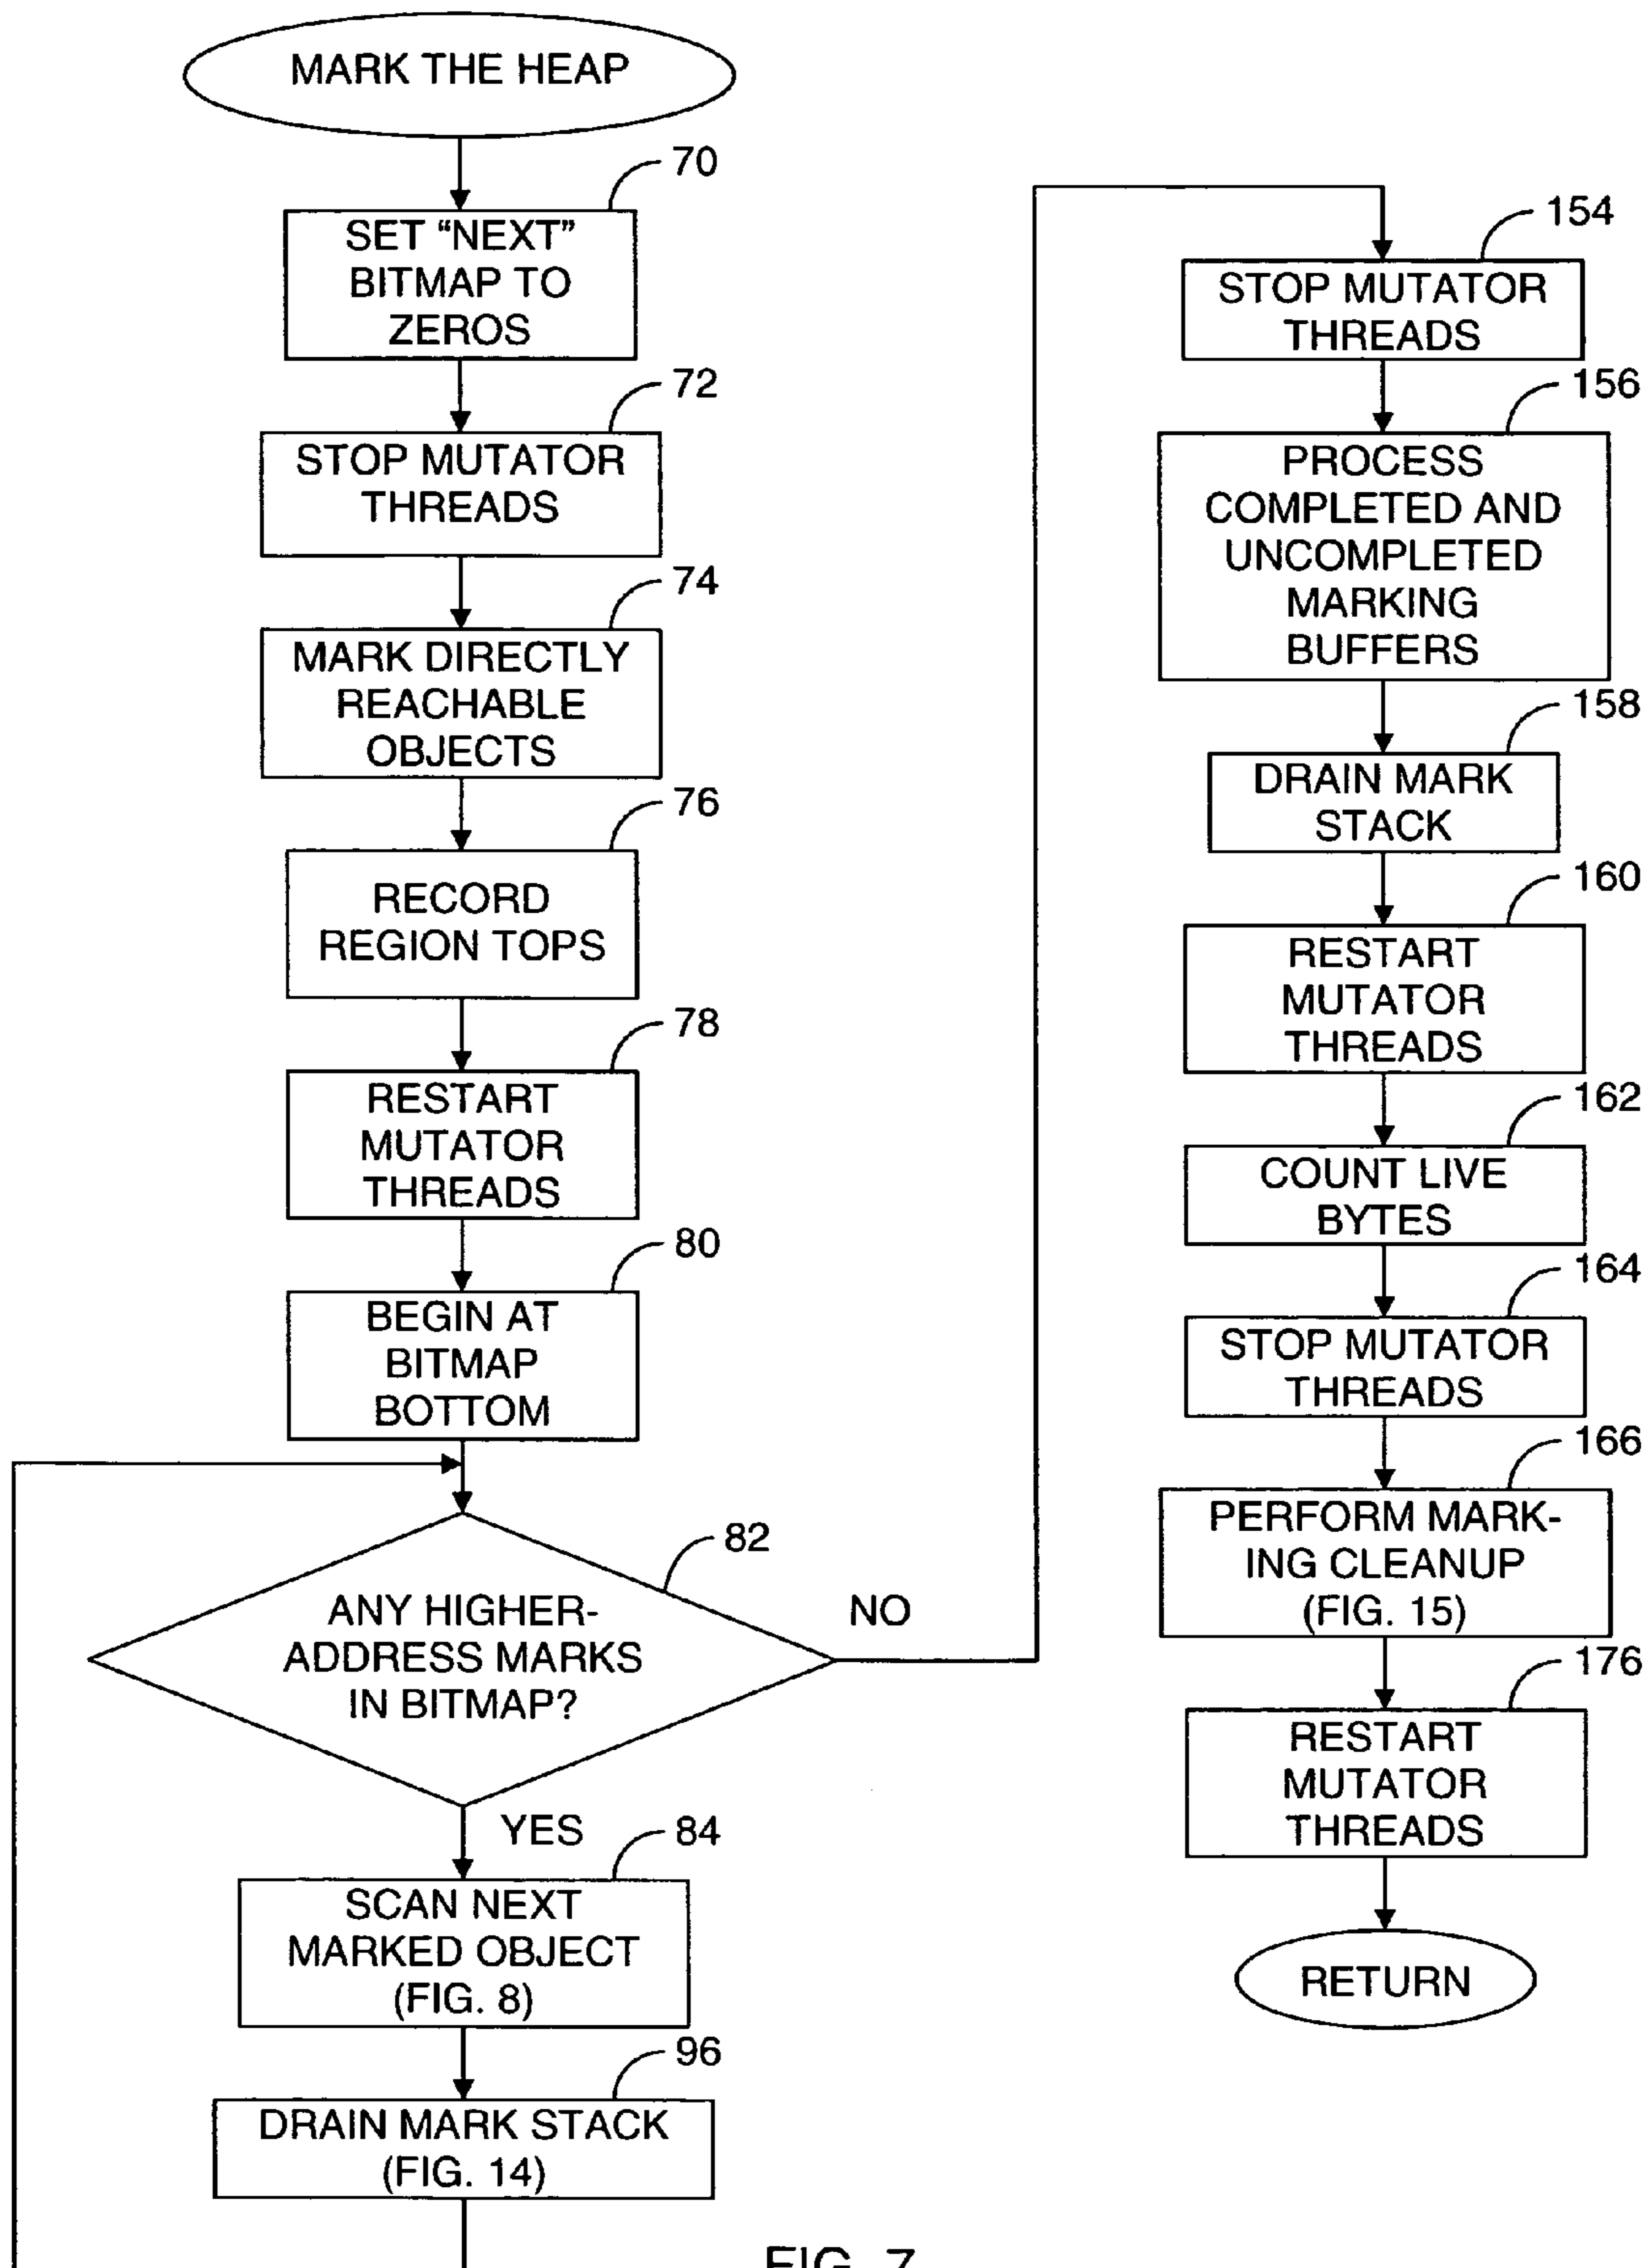 MARK THE HEAP
70
SET “NEXT”
BITMAP TO
ZEROS
72
STOP MUTATOR
THREADS
74
MARK DIRECTLY
REACHABLE
OBJECTS
76
RECORD
REGION TOPS
78
RESTART
MUTATOR
THREADS
80
BEGIN AT
BITMAP
BOTTOM
82
ANY HIGHER-
ADDRESS MARKS
IN BITMAP?
NO
YES
84
SCAN NEXT
MARKED OBJECT
(FIG. 8)
96
DRAIN MARK STACK
(FIG. 14)
154
STOP MUTATOR
THREADS
156
PROCESS
COMPLETED AND
UNCOMPLETED
MARKING
BUFFERS
158
DRAIN MARK
STACK
160
RESTART
MUTATOR
THREADS
162
COUNT LIVE
BYTES
164
STOP MUTATOR
THREADS
166
PERFORM MARK-
ING CLEANUP
(FIG. 15)
176
RESTART
MUTATOR
THREADS
RETURN
FIG. 7